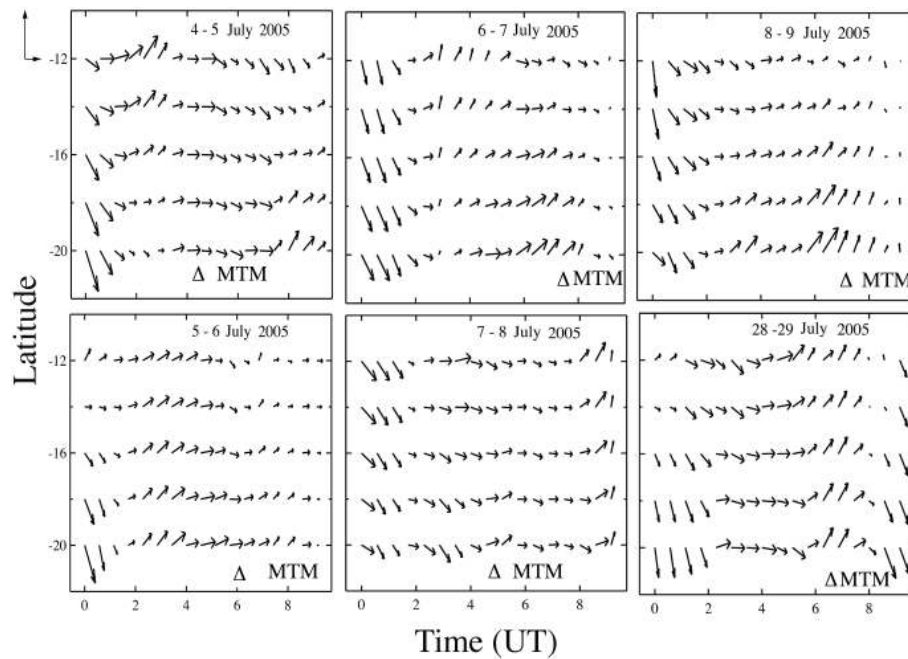 4 - 5 July 2005
6 - 7 July 2005
8 - 9 July 2005
-12
-16
-20
Δ MTM
Δ MTM
Δ MTM
Latitude
5 - 6 July 2005
7 - 8 July 2005
28 -29 July 2005
-12
-16
-20
Δ MTM
Δ MTM
Δ MTM
0 2 4 6 8 0 2 4 6 8 0 2 4 6 8
Time (UT)